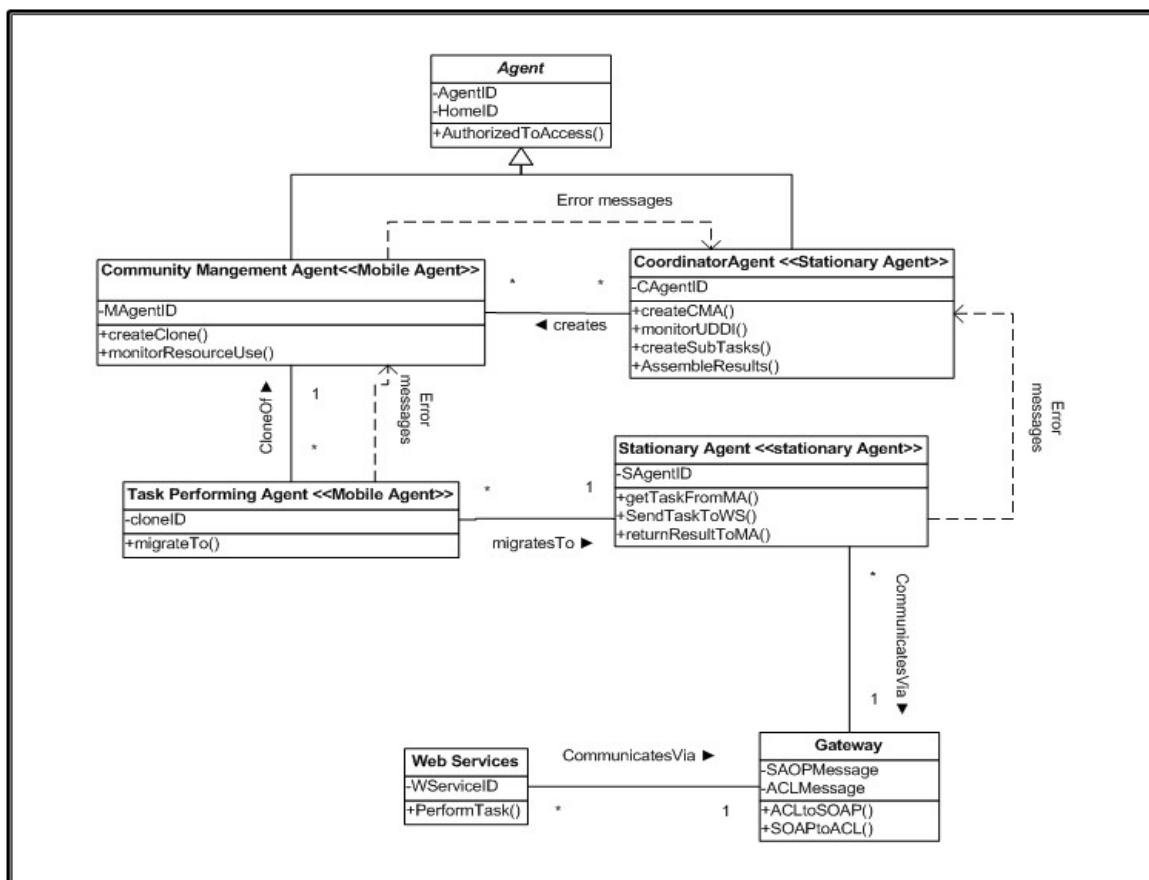 Agent
-AgentID
-HomeID
+AuthorizedToAccess()
Error messages
Community Mangement Agent<<Mobile Agent>>
-MAgentID
+createClone()
+monitorResourceUse()
* *
◄ creates
CoordinatorAgent <<Stationary Agent>>
-CAgentID
+createCMA()
+monitorUDDI()
+createSubTasks()
+AssembleResults()
CloneOf ►
1
*
Error
messages
Error
messages
Task Performing Agent <<Mobile Agent>>
-cloneID
+migrateTo()
* 1
migratesTo ►
Stationary Agent <<stationary Agent>>
-SAgentID
+getTaskFromMA()
+SendTaskToWS()
+returnResultToMA()
*
CommunicatesVia ►
1
Web Services
-WServiceID
+PerformTask()
CommunicatesVia ►
* 1
Gateway
-SAOPMessage
-ACLMessage
+ACLtoSOAP()
+SOAPtoACL()